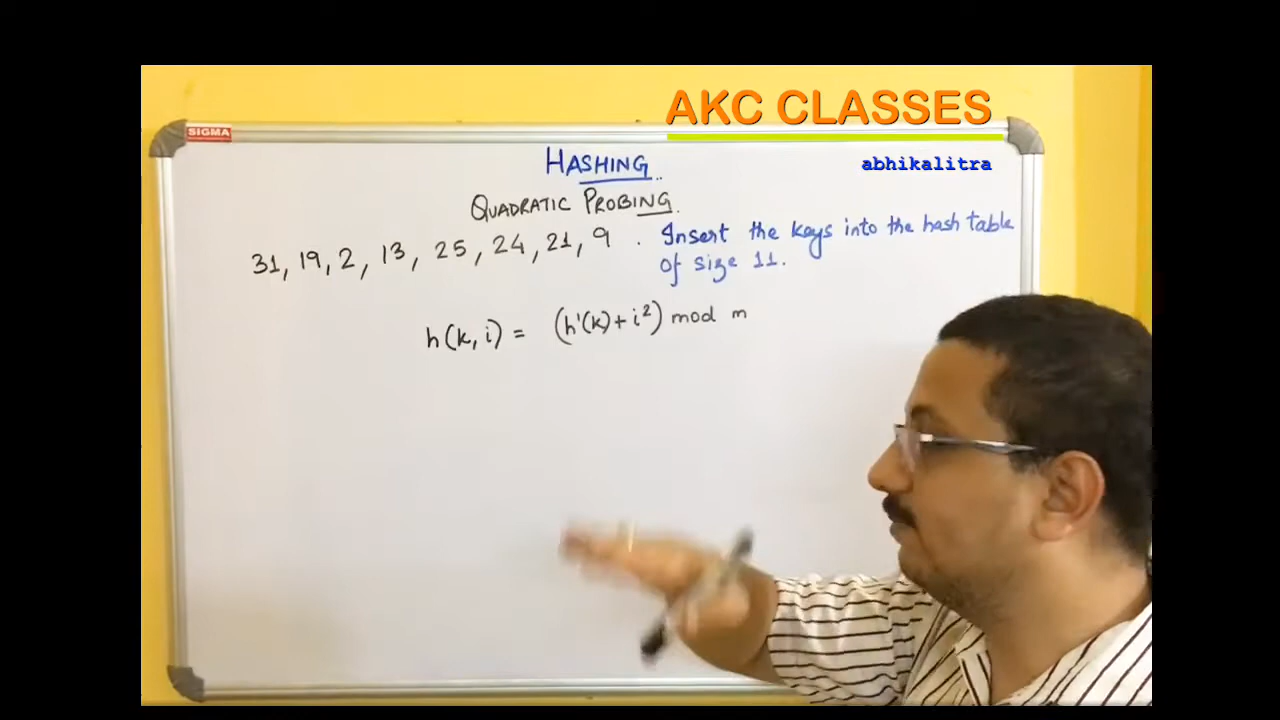 AKC CLASSES
SIGMA
abhikalitra
HASHING
QUADRATIC PROBING
31, 19, 2, 13, 25, 24, 21, 9 . Insert the keys into the hash table
of size 11.
h(k, i) = (h'(k) + i²) mod m